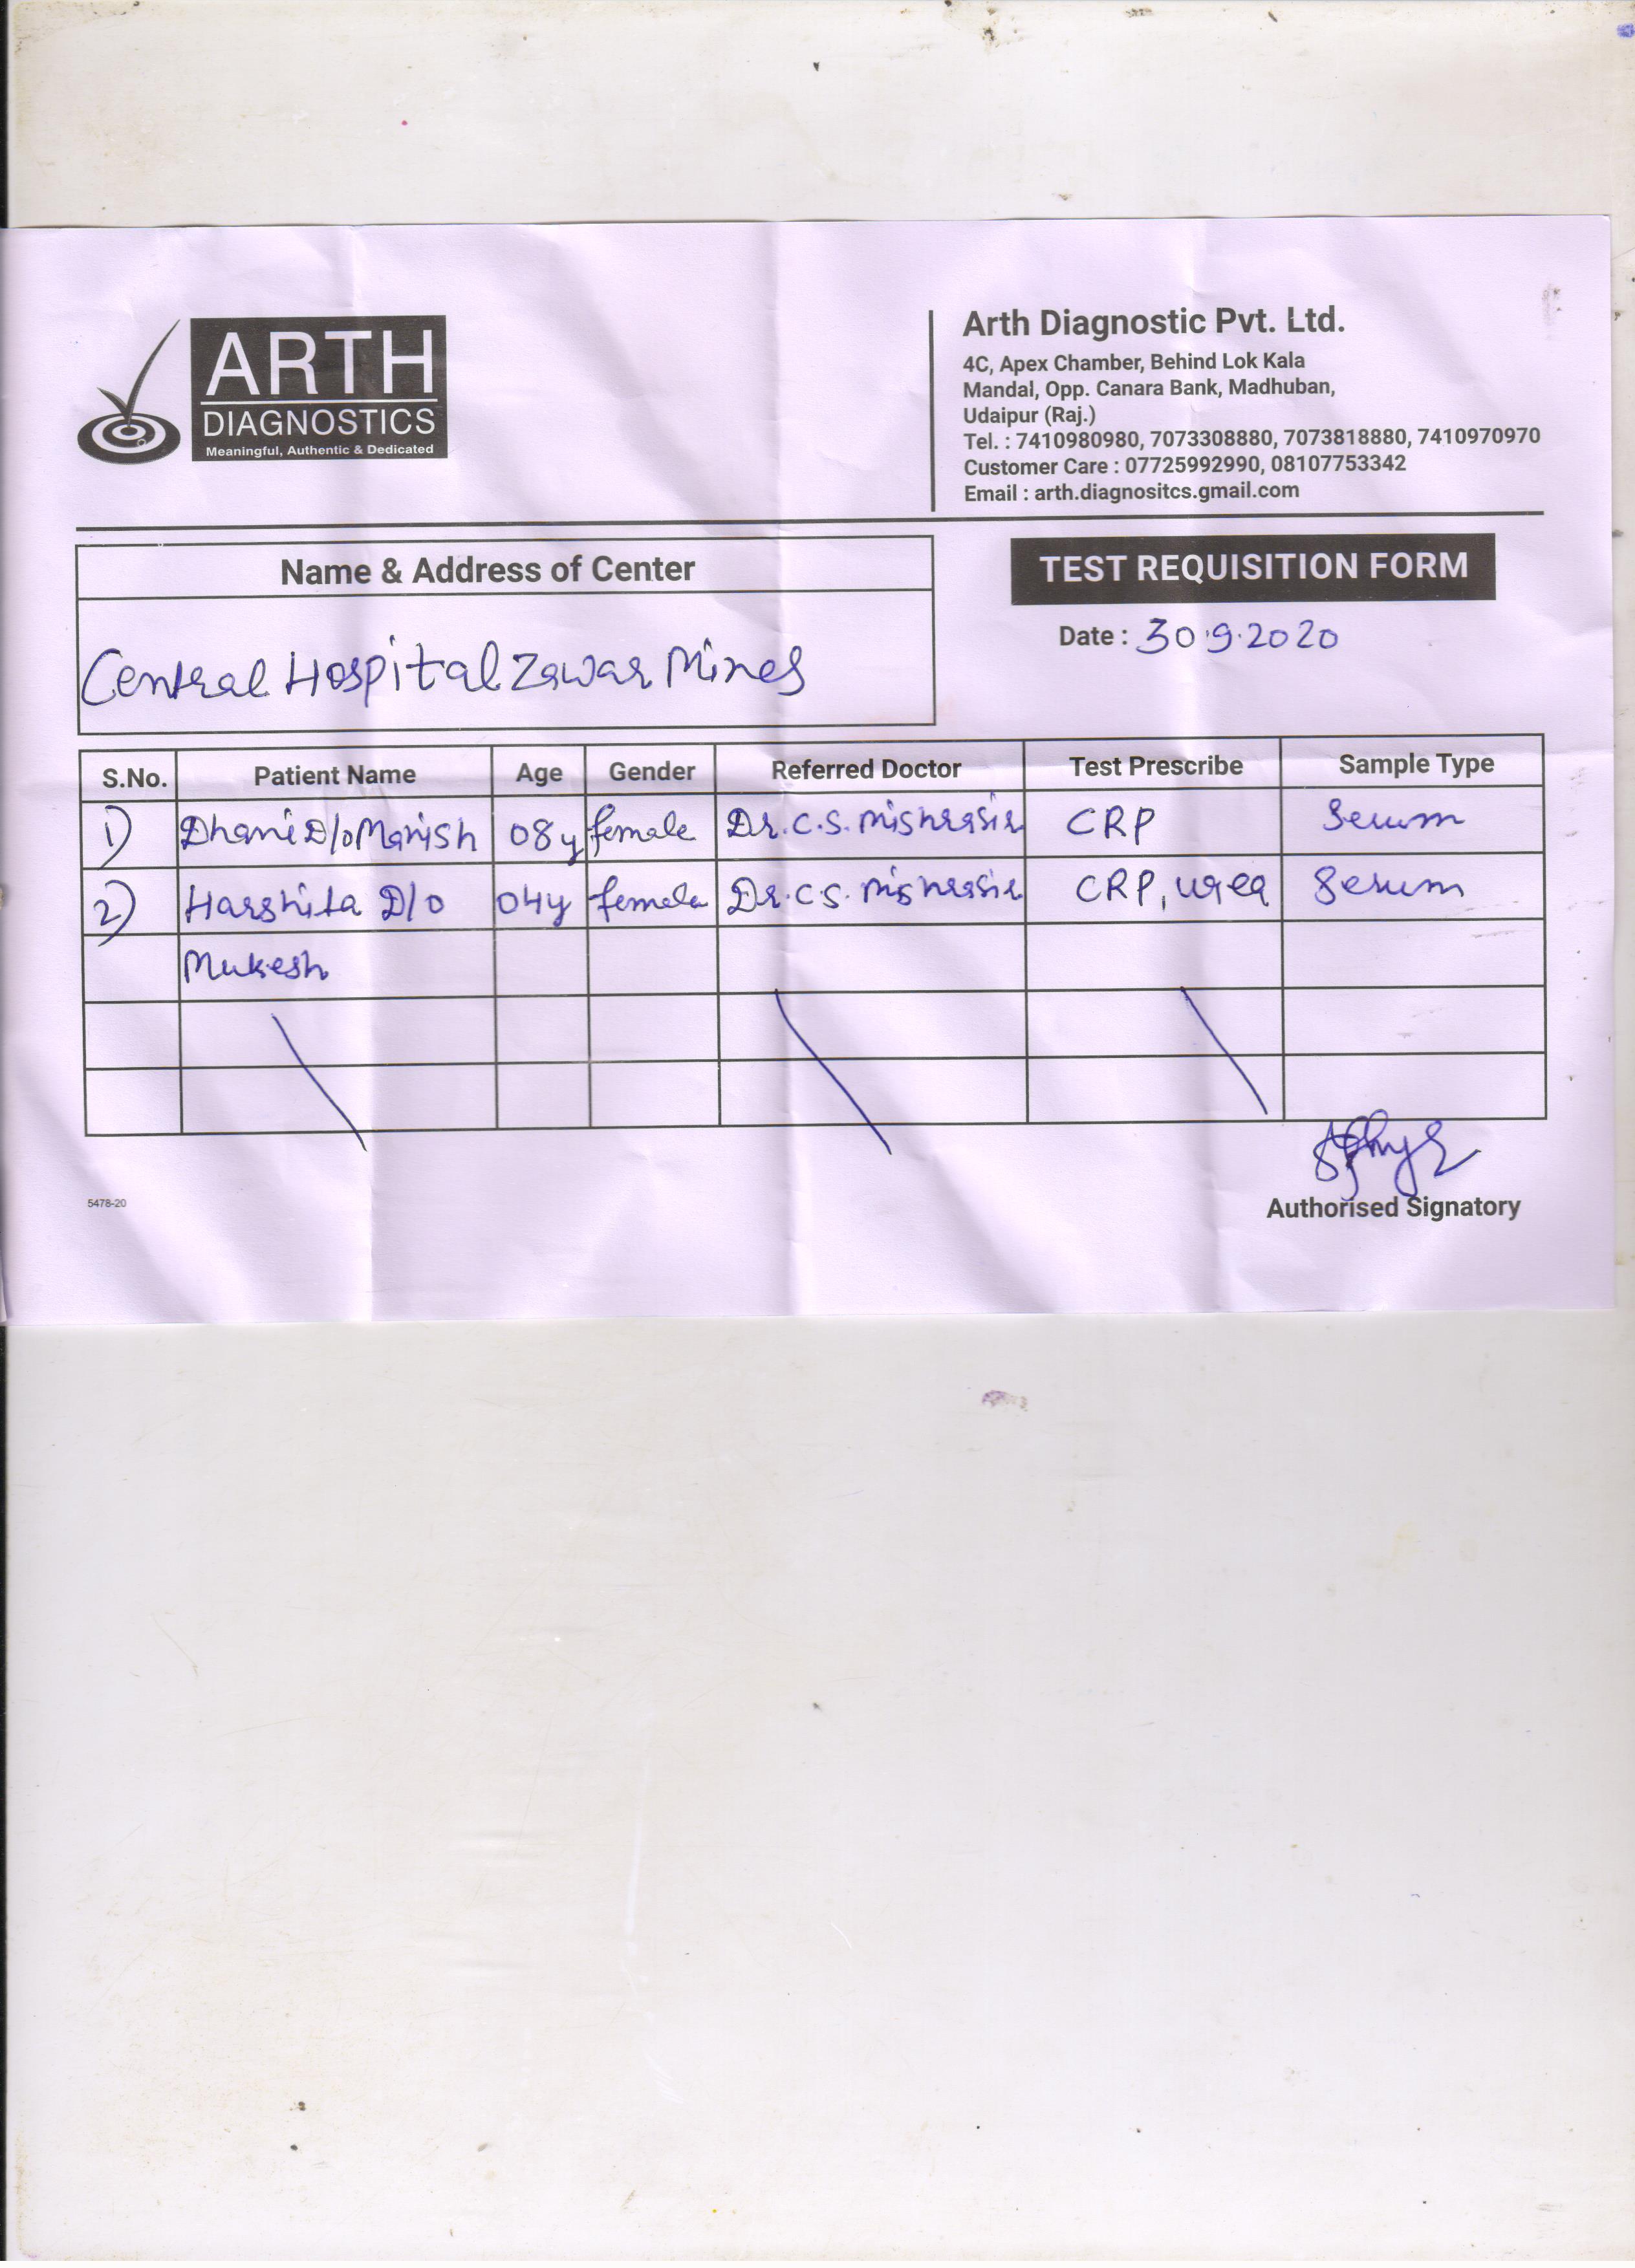 ARTH
DIAGNOSTICS
Meaningful, Authentic & Dedicated
Arth Diagnostic Pvt. Ltd.
4C, Apex Chamber, Behind Lok Kala
Mandal, Opp. Canara Bank, Madhuban,
Udaipur (Raj.)
Tel. : 7410980980, 7073308880, 7073818880, 7410970970
Customer Care : 07725992990, 08107753342
Email : arth.diagnositcs.gmail.com
Name & Address of Center
Central Hospital Zawar Mines
TEST REQUISITION FORM
Date : 30.9.2020
S.No. Patient Name Age Gender Referred Doctor Test Prescribe Sample Type
1) Dhani D/o Manish 08y female Dr. C.S. Mishra sir CRP Serum
2) Harshita D/o 04y female Dr. C.S. Mishra sir CRP, urea Serum
Mukesh
5478-20
Authorised Signatory